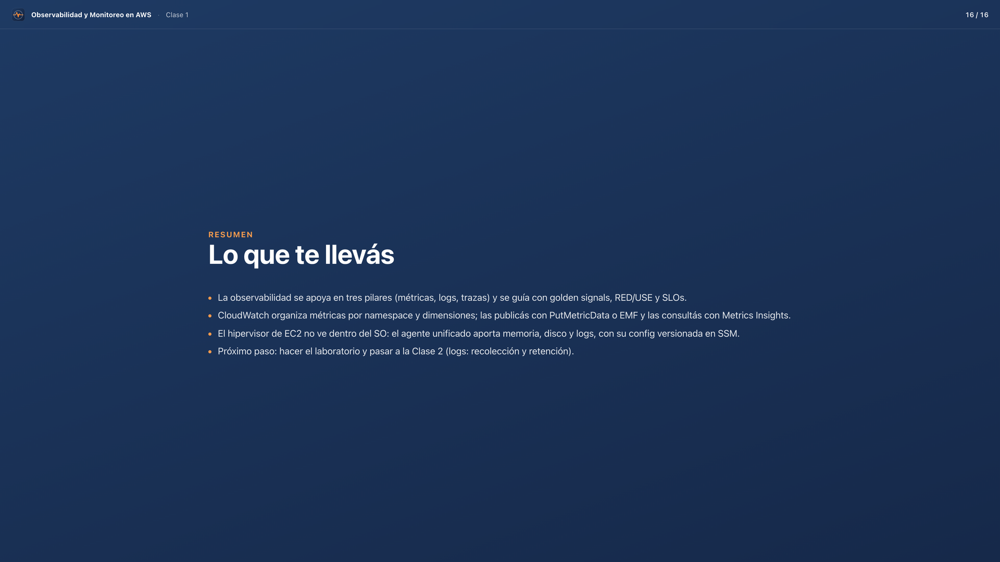 Observabilidad y Monitoreo en AWS · Clase 1
16 / 16
RESUMEN
Lo que te llevás
• La observabilidad se apoya en tres pilares (métricas, logs, trazas) y se guía con golden signals, RED/USE y SLOs.
• CloudWatch organiza métricas por namespace y dimensiones; las publicás con PutMetricData o EMF y las consultás con Metrics Insights.
• El hipervisor de EC2 no ve dentro del SO: el agente unificado aporta memoria, disco y logs, con su config versionada en SSM.
• Próximo paso: hacer el laboratorio y pasar a la Clase 2 (logs: recolección y retención).